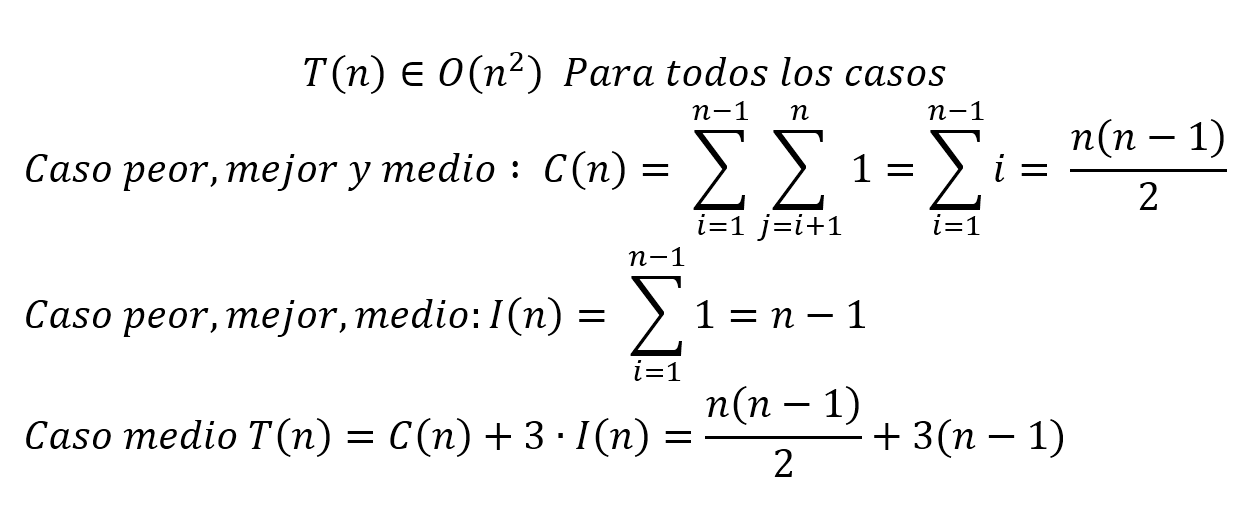 T(n) ∈ O(n²) Para todos los casos
Caso peor, mejor y medio : C(n) = ∑_{i=1}^{n−1} ∑_{j=i+1}^{n} 1 = ∑_{i=1}^{n−1} i = n(n − 1)/2
Caso peor, mejor, medio: I(n) = ∑_{i=1}^{n−1} 1 = n − 1
Caso medio T(n) = C(n) + 3 · I(n) = n(n − 1)/2 + 3(n − 1)